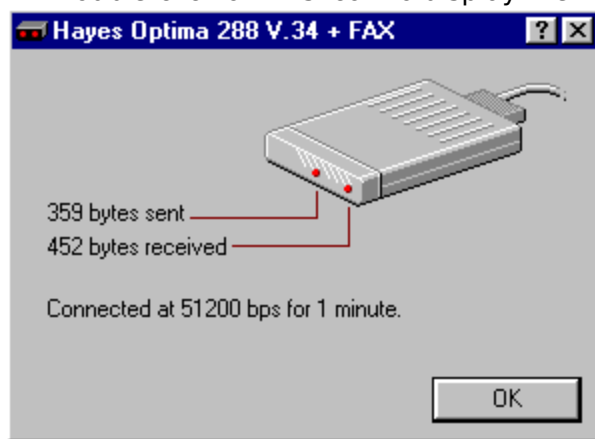 Hayes Optima 288 V.34 + FAX
359 bytes sent
452 bytes received
Connected at 51200 bps for 1 minute.
OK